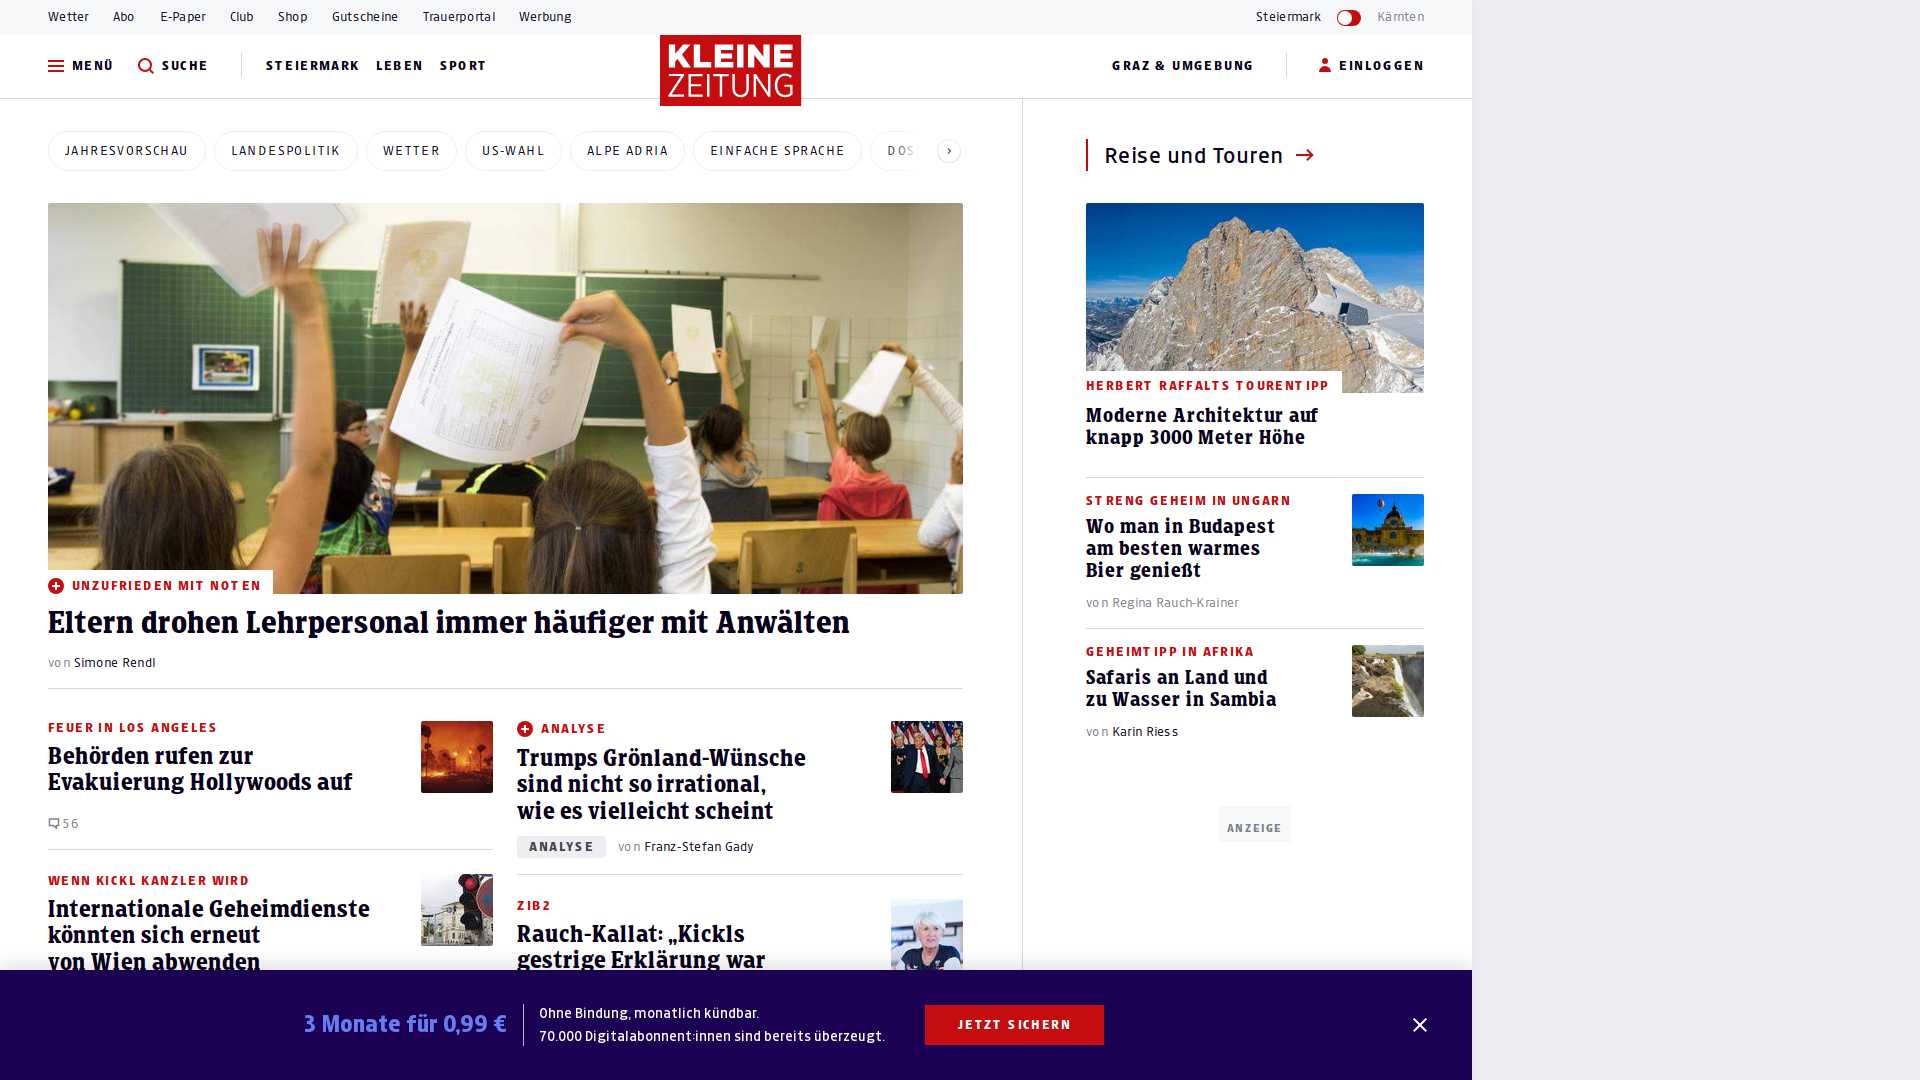 Wetter Abo E-Paper Club Shop Gutscheine Trauerportal Werbung
Steiermark Kärnten
MENÜ SUCHE STEIERMARK LEBEN SPORT
KLEINE
ZEITUNG
GRAZ & UMGEBUNG EINLOGGEN
JAHRESVORSCHAU LANDESPOLITIK WETTER US-WAHL ALPE ADRIA EINFACHE SPRACHE DOS
UNZUFRIEDEN MIT NOTEN
Eltern drohen Lehrpersonal immer häufiger mit Anwälten
von Simone Rendl
FEUER IN LOS ANGELES
Behörden rufen zur
Evakuierung Hollywoods auf
56
WENN KICKL KANZLER WIRD
Internationale Geheimdienste
könnten sich erneut
von Wien abwenden
ANALYSE
Trumps Grönland-Wünsche
sind nicht so irrational,
wie es vielleicht scheint
ANALYSE von Franz-Stefan Gady
ZIB2
Rauch-Kallat: „Kickls
gestrige Erklärung war
Reise und Touren
HERBERT RAFFALTS TOURENTIPP
Moderne Architektur auf
knapp 3000 Meter Höhe
STRENG GEHEIM IN UNGARN
Wo man in Budapest
am besten warmes
Bier genießt
von Regina Rauch-Krainer
GEHEIMTIPP IN AFRIKA
Safaris an Land und
zu Wasser in Sambia
von Karin Riess
ANZEIGE
3 Monate für 0,99 €
Ohne Bindung, monatlich kündbar.
70.000 Digitalabonnent:innen sind bereits überzeugt.
JETZT SICHERN